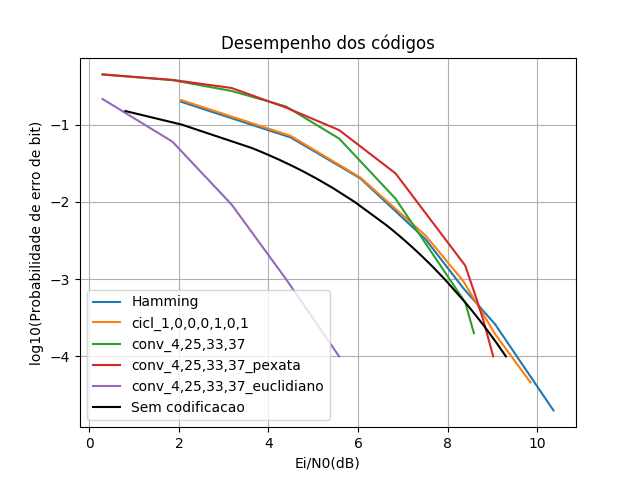 Desempenho dos códigos
log10(Probabilidade de erro de bit)
−1
−2
−3
−4
Hamming
cicl_1,0,0,0,1,0,1
conv_4,25,33,37
conv_4,25,33,37_pexata
conv_4,25,33,37_euclidiano
Sem codificacao
0 2 4 6 8 10
Ei/N0(dB)